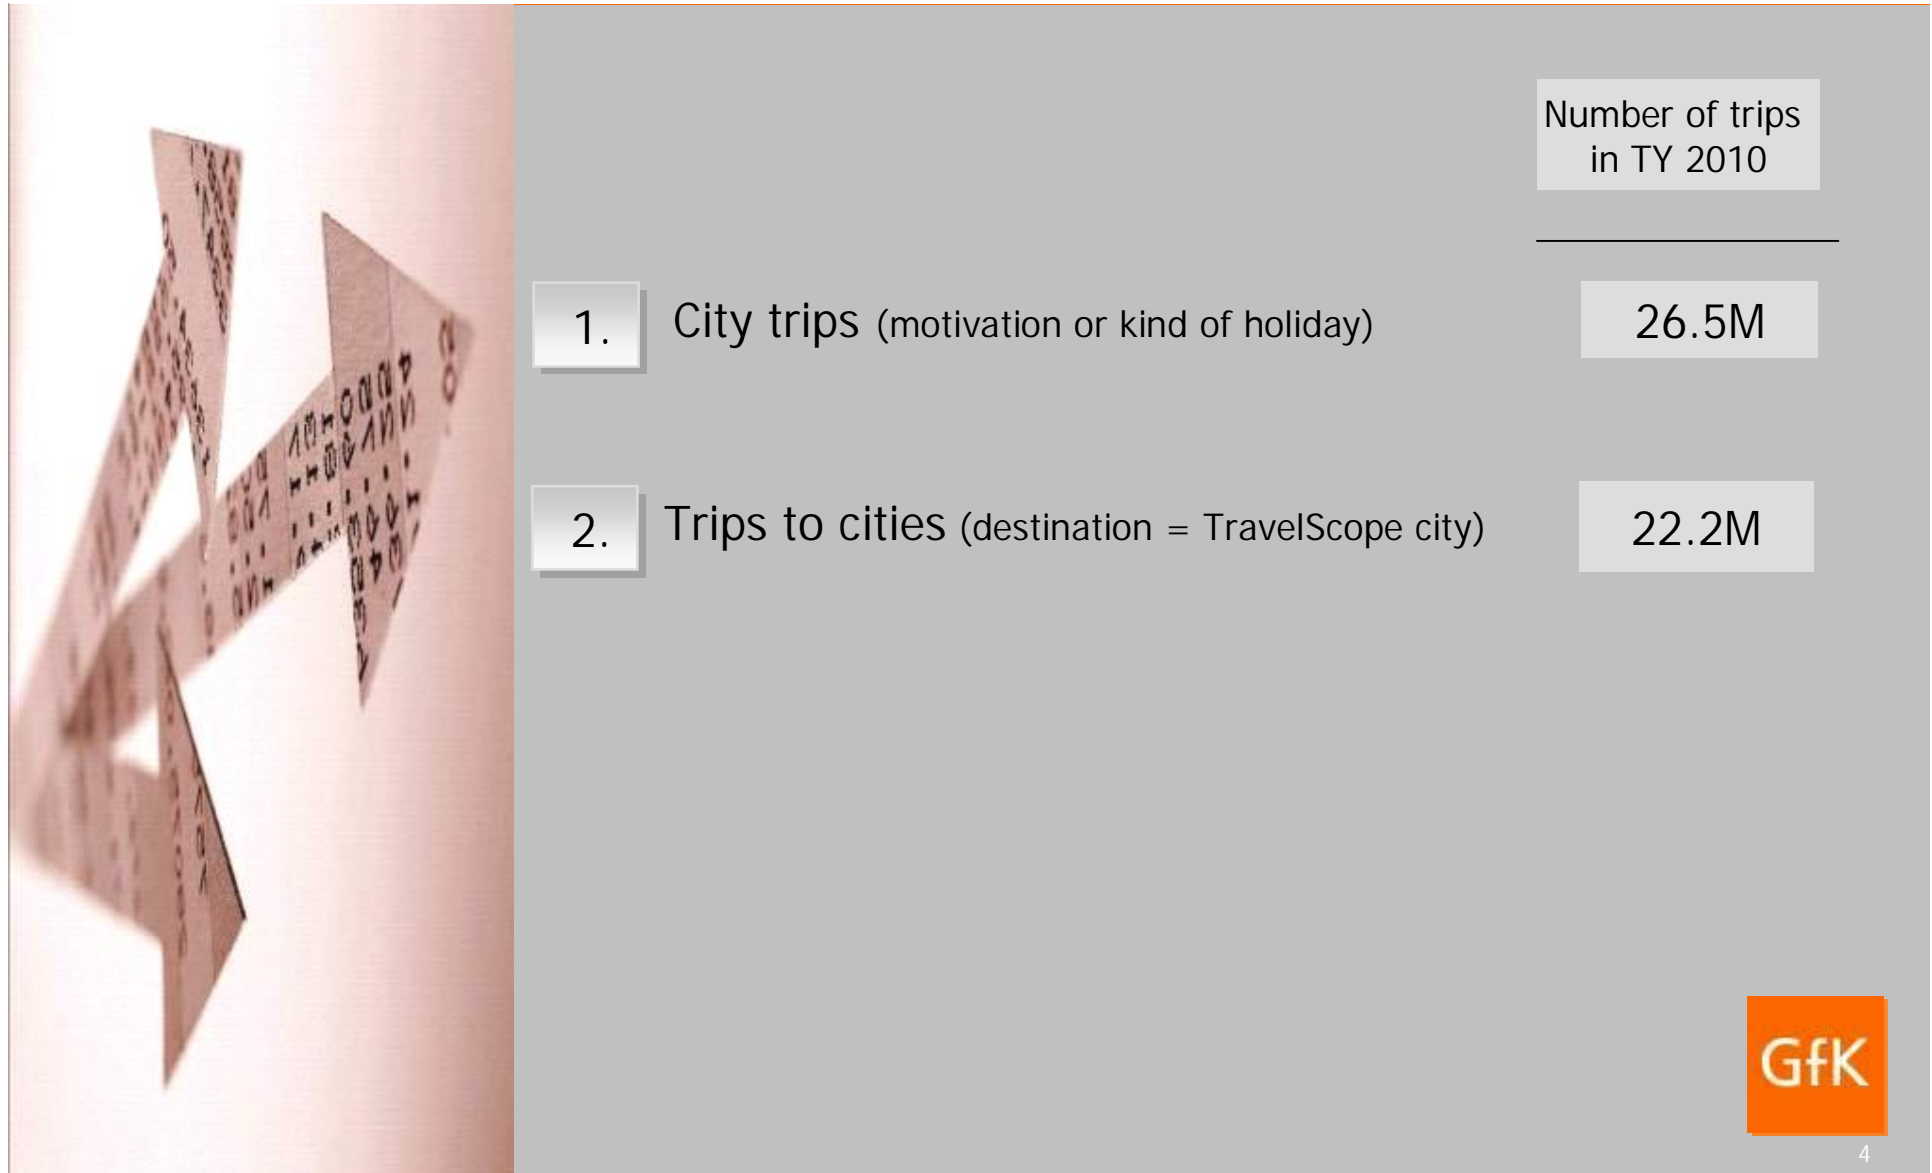 Number of trips
in TY 2010
1. City trips (motivation or kind of holiday) 26.5M
2. Trips to cities (destination = TravelScope city) 22.2M
GfK
4